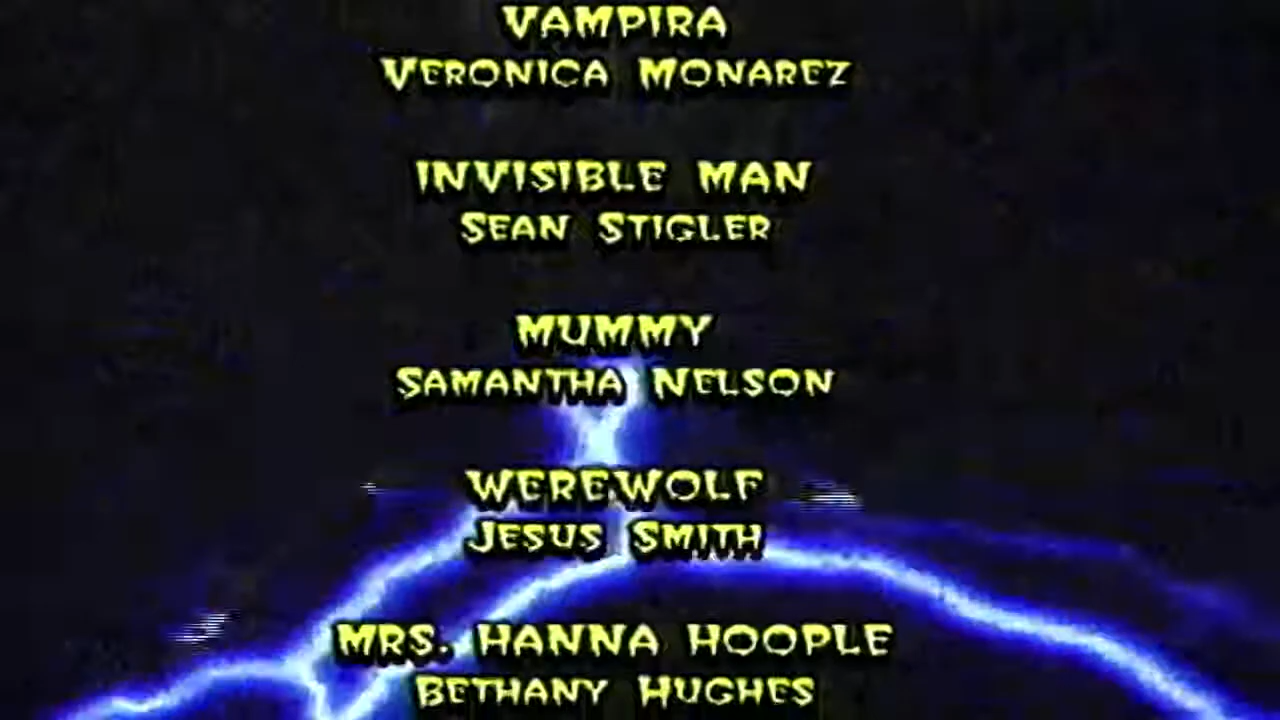 VAMPIRA
VERONICA MONAREZ
INVISIBLE MAN
SEAN STIGLER
MUMMY
SAMANTHA NELSON
WEREWOLF
JESUS SMITH
MRS. HANNA HOOPLE
BETHANY HUGHES